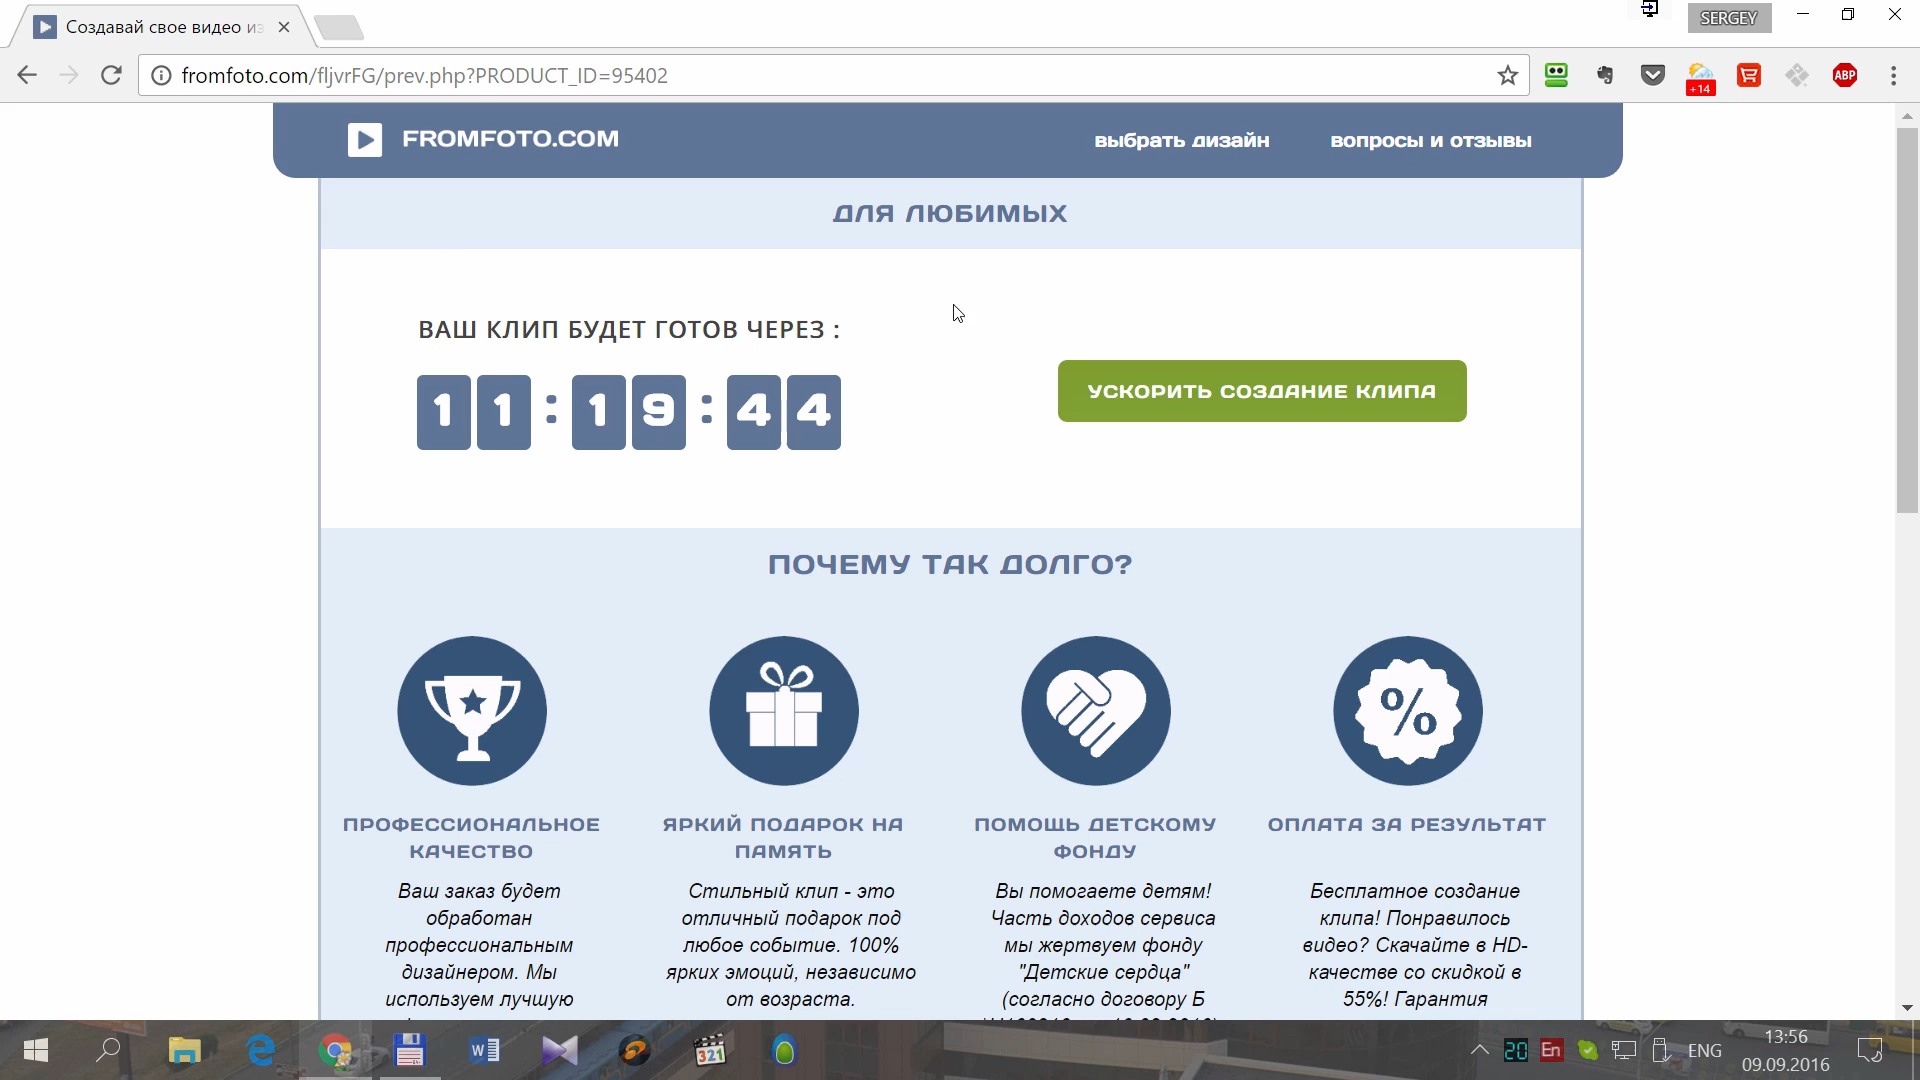 Создавай свое видео из
SERGEY
fromfoto.com/fljvrFG/prev.php?PRODUCT_ID=95402
+14
ABP
FROMFOTO.COM
выбрать дизайн
вопросы и отзывы
ДЛЯ ЛЮБИМЫХ
ВАШ КЛИП БУДЕТ ГОТОВ ЧЕРЕЗ :
11:19:44
УСКОРИТЬ СОЗДАНИЕ КЛИПА
ПОЧЕМУ ТАК ДОЛГО?
%
ПРОФЕССИОНАЛЬНОЕ
КАЧЕСТВО
Ваш заказ будет
обработан
профессиональным
дизайнером. Мы
используем лучшую
ЯРКИЙ ПОДАРОК НА
ПАМЯТЬ
Стильный клип - это
отличный подарок под
любое событие. 100%
ярких эмоций, независимо
от возраста.
ПОМОЩЬ ДЕТСКОМУ
ФОНДУ
Вы помогаете детям!
Часть доходов сервиса
мы жертвуем фонду
"Детские сердца"
(согласно договору Б
ОПЛАТА ЗА РЕЗУЛЬТАТ
Бесплатное создание
клипа! Понравилось
видео? Скачайте в HD-
качестве со скидкой в
55%! Гарантия
321
20
En
ENG
13:56
09.09.2016